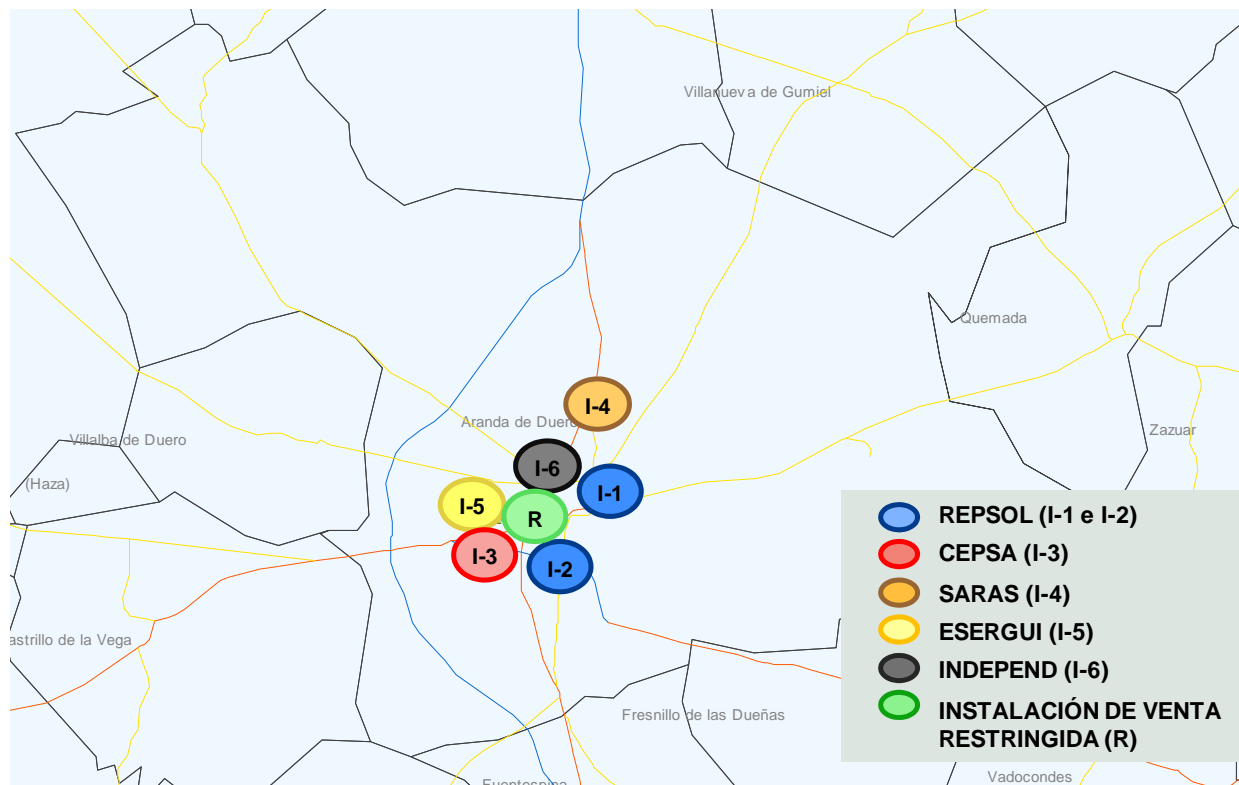 Villanueva de Gumiel
Quemada
I-4
Aranda de Duero
Zazuar
Villalba de Duero
I-6
(Haza)
I-1
I-5
R
I-3
I-2
REPSOL (I-1 e I-2)
CEPSA (I-3)
SARAS (I-4)
ESERGUI (I-5)
INDEPEND (I-6)
INSTALACIÓN DE VENTA
RESTRINGIDA (R)
astrillo de la Vega
Fresnillo de las Dueñas
Fuentespina
Vadocondes